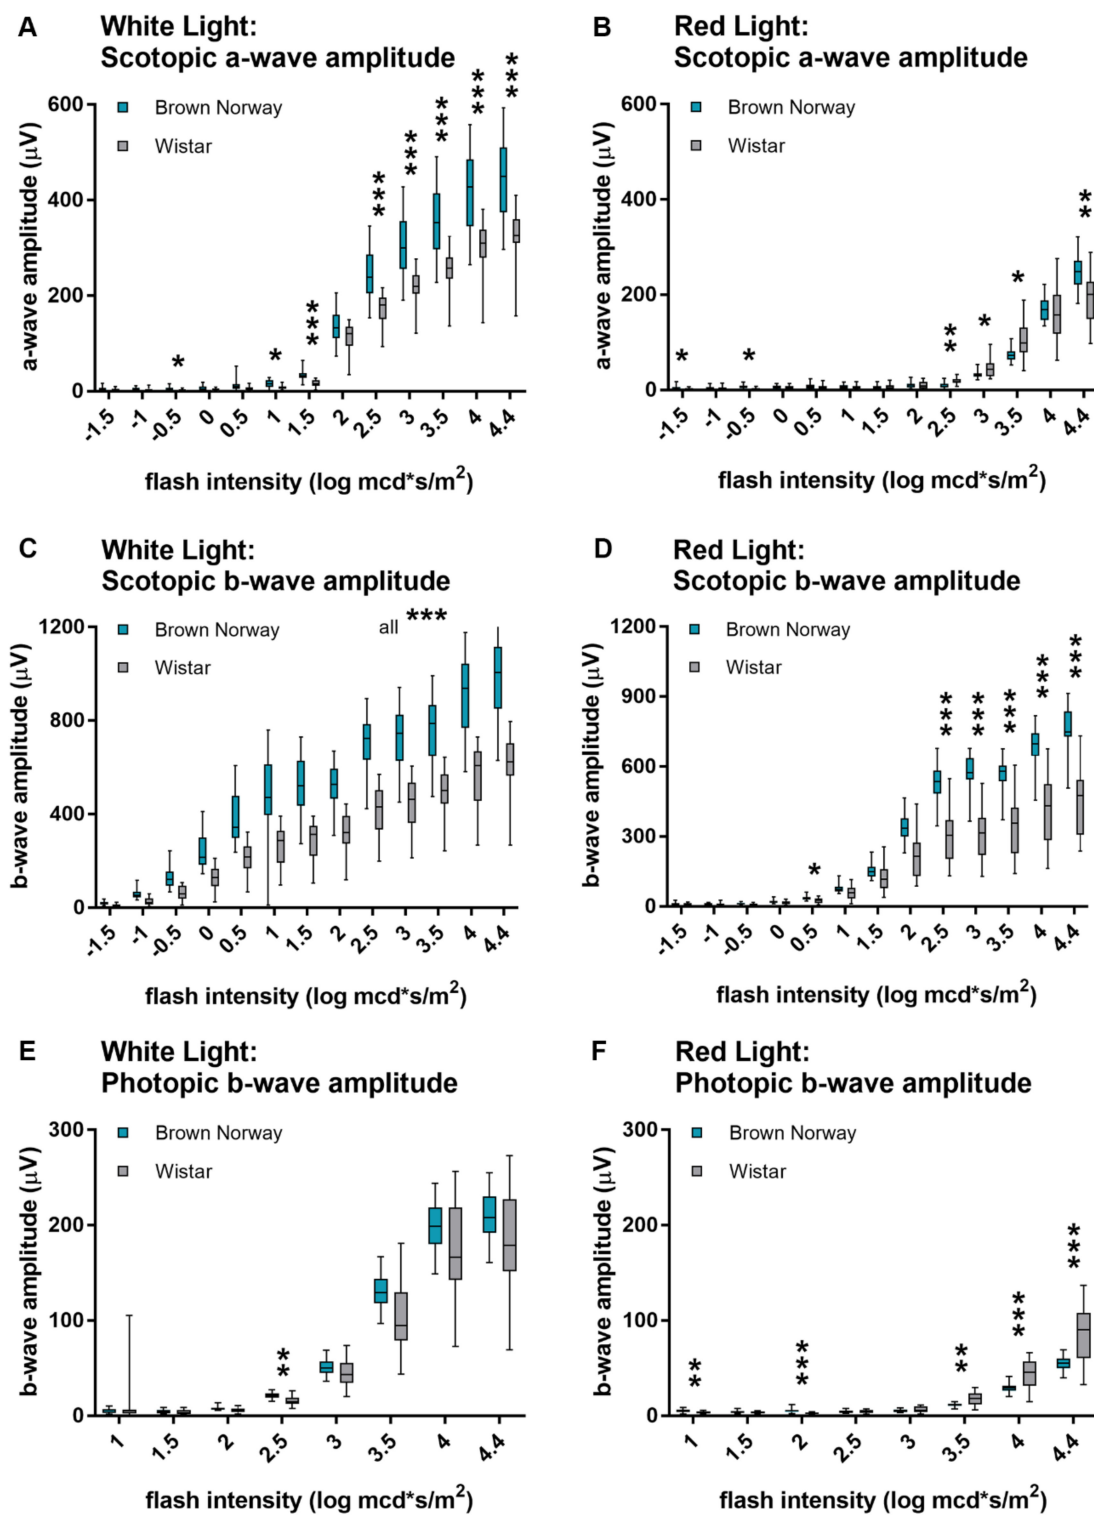 A
White Light:
Scotopic a-wave amplitude
Brown Norway
Wistar
a-wave amplitude (µV)
600
400
200
0
* * *** *** *** *** *** *** ***
-1.5 -1 -0.5 0 0.5 1 1.5 2 2.5 3 3.5 4 4.4
flash intensity (log mcd*s/m²)
B
Red Light:
Scotopic a-wave amplitude
Brown Norway
Wistar
a-wave amplitude (µV)
600
400
200
0
* * ** * * **
-1.5 -1 -0.5 0 0.5 1 1.5 2 2.5 3 3.5 4 4.4
flash intensity (log mcd*s/m²)
C
White Light:
Scotopic b-wave amplitude
Brown Norway
Wistar
all ***
b-wave amplitude (µV)
1200
800
400
0
-1.5 -1 -0.5 0 0.5 1 1.5 2 2.5 3 3.5 4 4.4
flash intensity (log mcd*s/m²)
D
Red Light:
Scotopic b-wave amplitude
Brown Norway
Wistar
b-wave amplitude (µV)
1200
900
600
300
0
* *** *** *** *** ***
-1.5 -1 -0.5 0 0.5 1 1.5 2 2.5 3 3.5 4 4.4
flash intensity (log mcd*s/m²)
E
White Light:
Photopic b-wave amplitude
Brown Norway
Wistar
b-wave amplitude (µV)
300
200
100
0
**
1 1.5 2 2.5 3 3.5 4 4.4
flash intensity (log mcd*s/m²)
F
Red Light:
Photopic b-wave amplitude
Brown Norway
Wistar
b-wave amplitude (µV)
300
200
100
0
** *** ** *** ***
1 1.5 2 2.5 3 3.5 4 4.4
flash intensity (log mcd*s/m²)